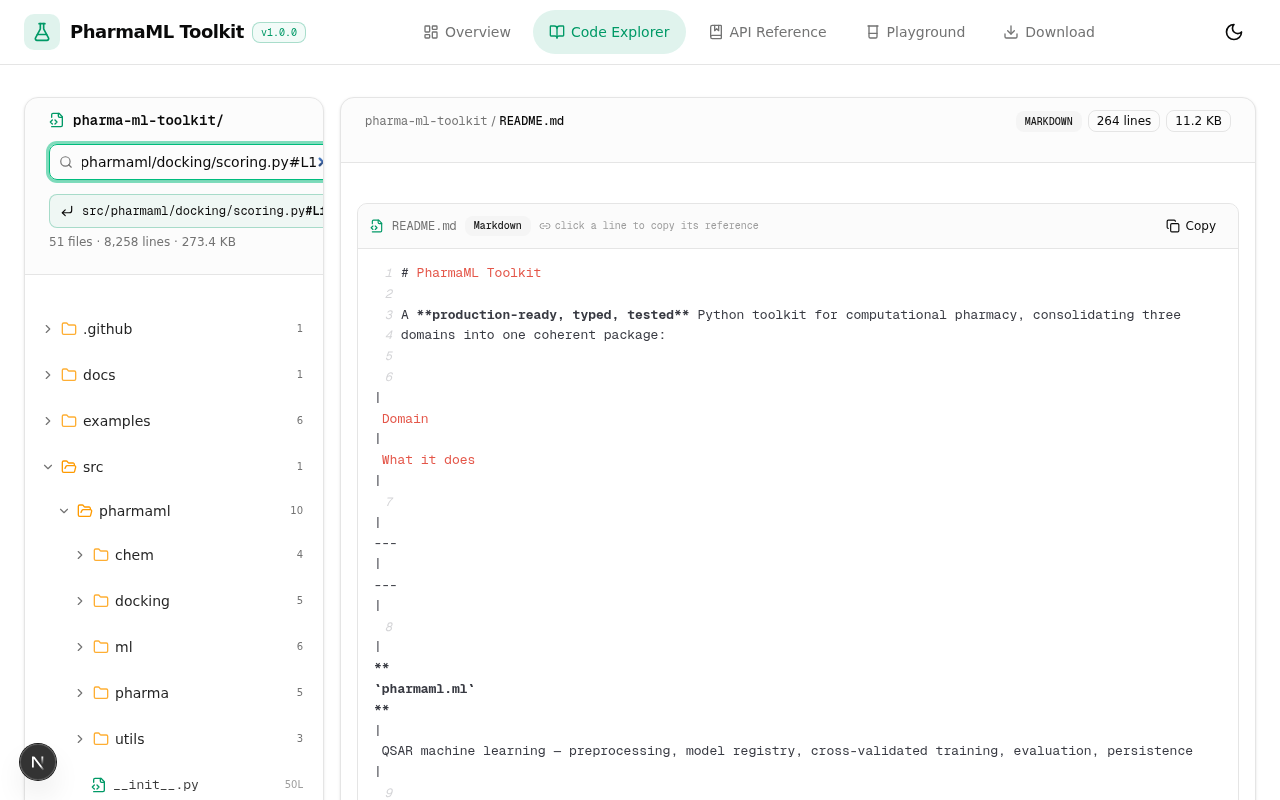 PharmaML Toolkit v1.0.0 Overview Code Explorer API Reference Playground Download
pharma-ml-toolkit/
pharmaml/docking/scoring.py#L1
src/pharmaml/docking/scoring.py#L1
51 files · 8,258 lines · 273.4 KB
.github 1
docs 1
examples 6
src 1
pharmaml 10
chem 4
docking 5
ml 6
pharma 5
utils 3
__init__.py 50L
N
pharma-ml-toolkit / README.md MARKDOWN 264 lines 11.2 KB
README.md Markdown click a line to copy its reference Copy
1 # PharmaML Toolkit
2
3 A **production-ready, typed, tested** Python toolkit for computational pharmacy, consolidating three
4 domains into one coherent package:
5
6
|
Domain
|
What it does
|
7
|
---
|
---
|
8
|
**
`pharmaml.ml`
**
|
QSAR machine learning — preprocessing, model registry, cross-validated training, evaluation, persistence
|
9